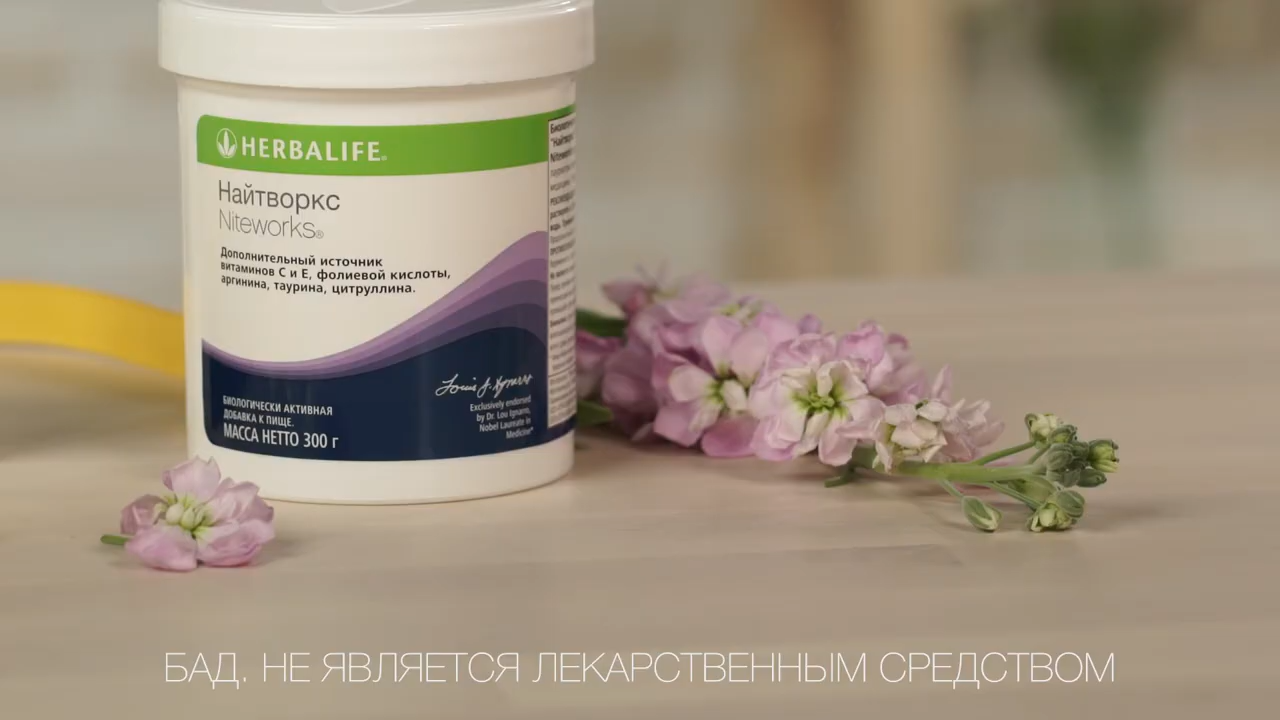 HERBALIFE
Найтворкс
Niteworks®
Дополнительный источник
витаминов С и Е, фолиевой кислоты,
аргинина, таурина, цитруллина.
БИОЛОГИЧЕСКИ АКТИВНАЯ
ДОБАВКА К ПИЩЕ.
МАССА НЕТТО 300 г
Exclusively endorsed
by Dr. Lou Ignarro,
Nobel Laureate in
Medicine*
БАД. НЕ ЯВЛЯЕТСЯ ЛЕКАРСТВЕННЫМ СРЕДСТВОМ